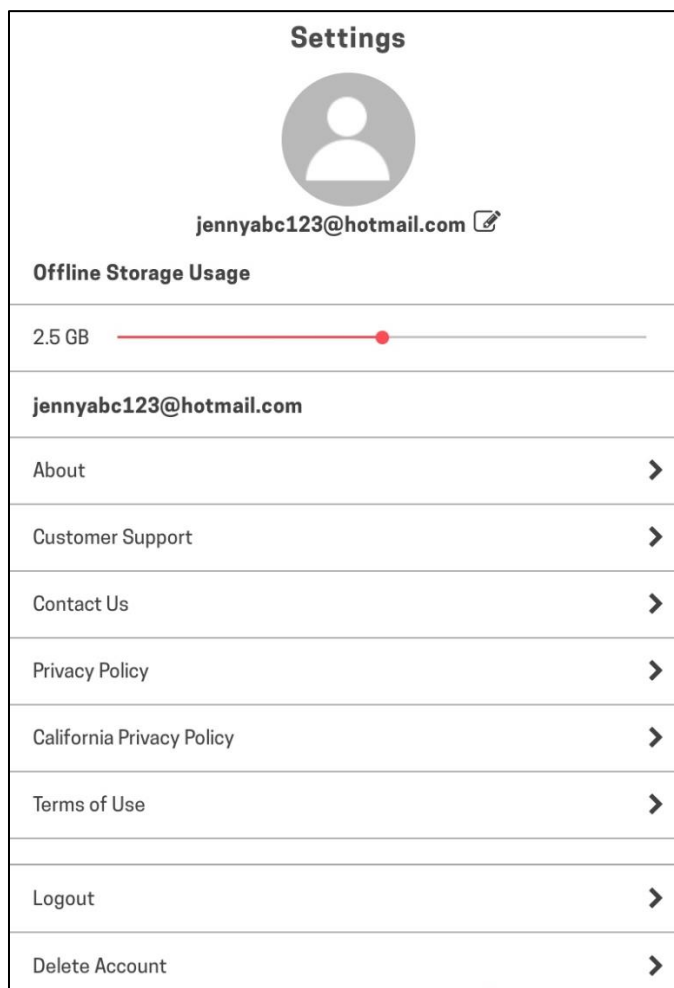 Settings
jennyabc123@hotmail.com
Offline Storage Usage
2.5 GB
jennyabc123@hotmail.com
About
Customer Support
Contact Us
Privacy Policy
California Privacy Policy
Terms of Use
Logout
Delete Account